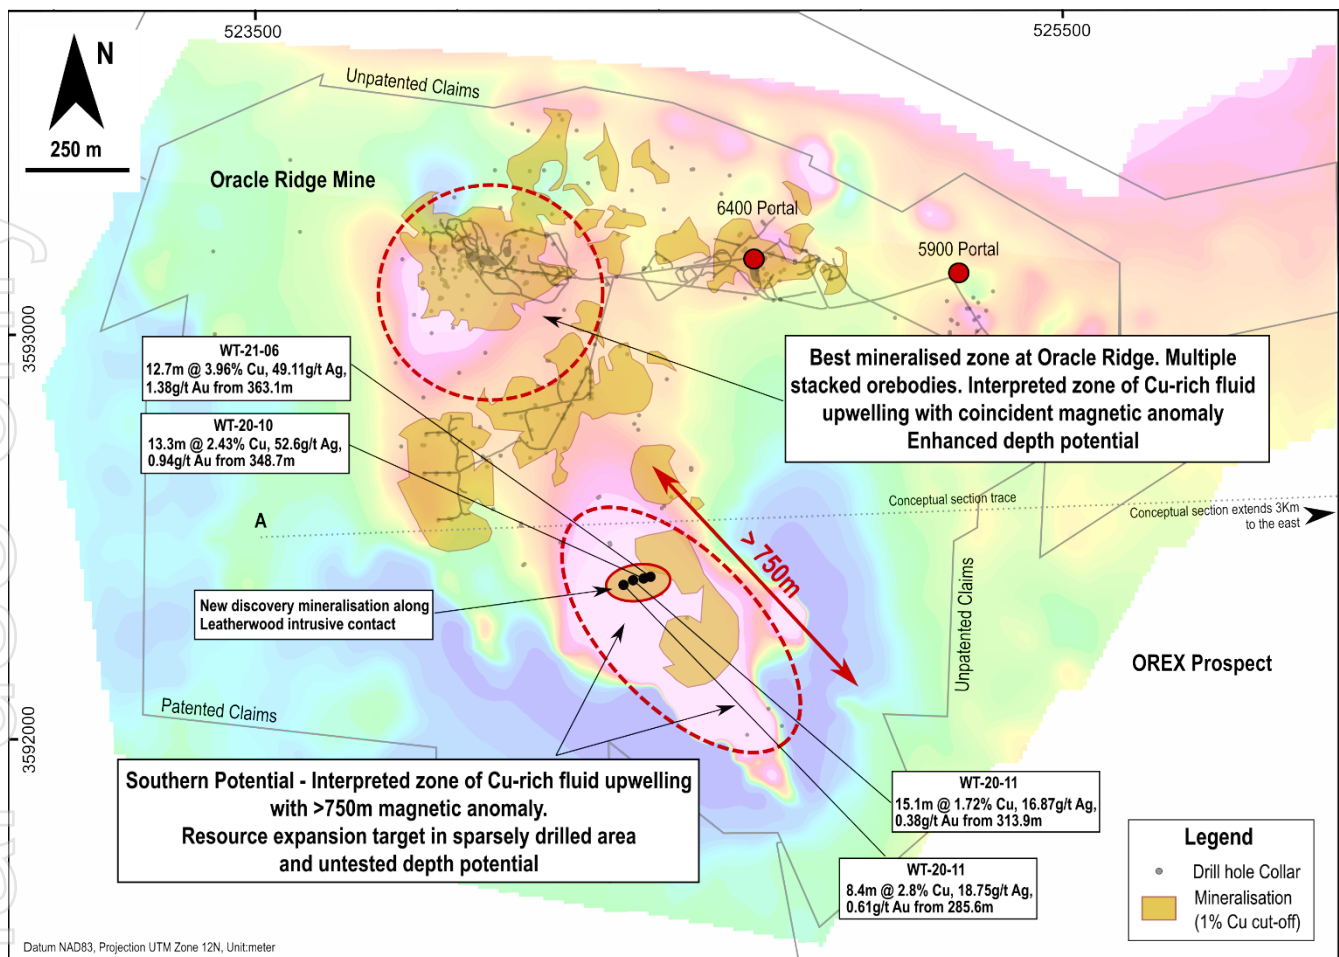 523500
525500
N
250 m
Unpatented Claims
Oracle Ridge Mine
6400 Portal
5900 Portal
3593000
WT-21-06
12.7m @ 3.96% Cu, 49.11g/t Ag,
1.38g/t Au from 363.1m
Best mineralised zone at Oracle Ridge. Multiple
stacked orebodies. Interpreted zone of Cu-rich fluid
upwelling with coincident magnetic anomaly
Enhanced depth potential
WT-20-10
13.3m @ 2.43% Cu, 52.6g/t Ag,
0.94g/t Au from 348.7m
Conceptual section trace
Conceptual section extends 3Km
to the east
A
> 750m
New discovery mineralisation along
Leatherwood intrusive contact
Unpatented Claims
OREX Prospect
Patented Claims
3592000
Southern Potential - Interpreted zone of Cu-rich fluid upwelling
with >750m magnetic anomaly.
Resource expansion target in sparsely drilled area
and untested depth potential
WT-20-11
15.1m @ 1.72% Cu, 16.87g/t Ag,
0.38g/t Au from 313.9m
WT-20-11
8.4m @ 2.8% Cu, 18.75g/t Ag,
0.61g/t Au from 285.6m
Legend
Drill hole Collar
Mineralisation
(1% Cu cut-off)
Datum NAD83, Projection UTM Zone 12N, Unit:meter